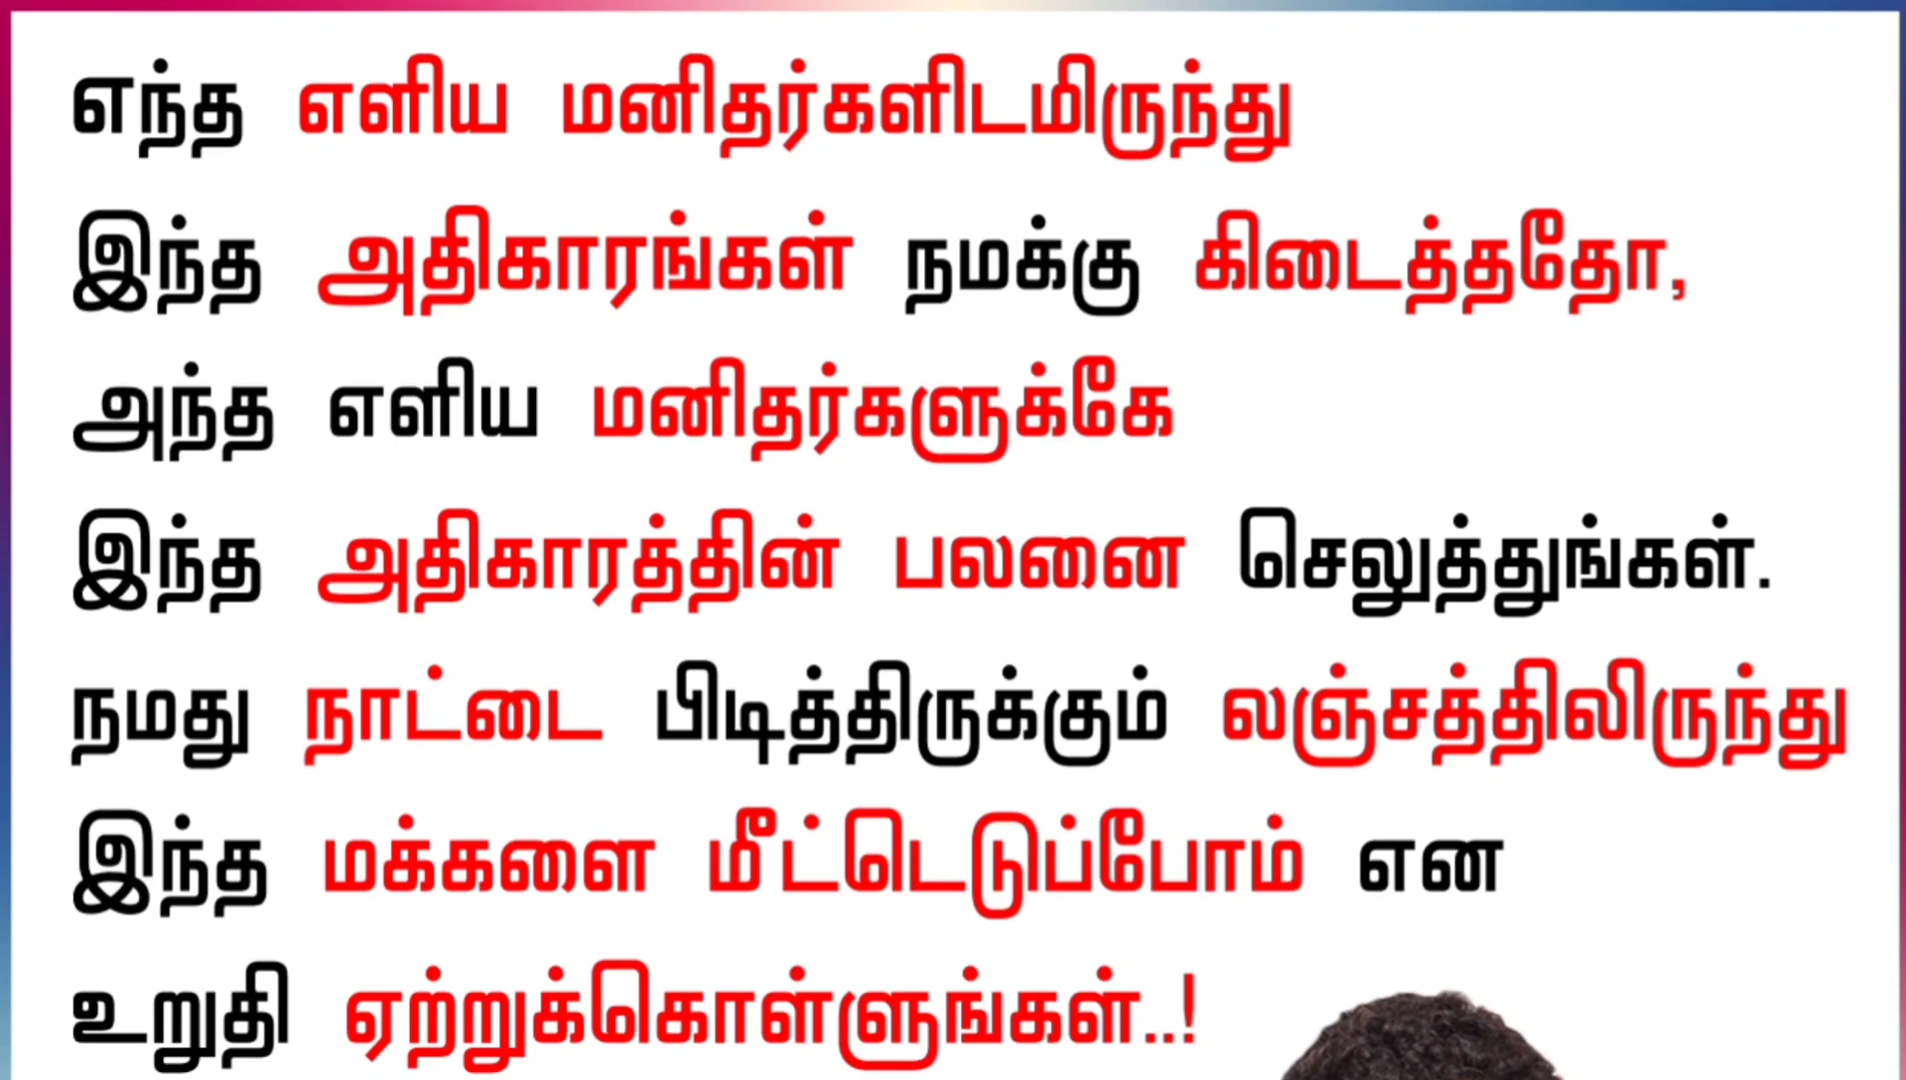 எந்த எளிய மனிதர்களிடமிருந்து
இந்த அதிகாரங்கள் நமக்கு கிடைத்ததோ,
அந்த எளிய மனிதர்களுக்கே
இந்த அதிகாரத்தின் பலனை செலுத்துங்கள்.
நமது நாட்டை பிடித்திருக்கும் லஞ்சத்திலிருந்து
இந்த மக்களை மீட்டெடுப்போம் என
உறுதி ஏற்றுக்கொள்ளுங்கள்..!